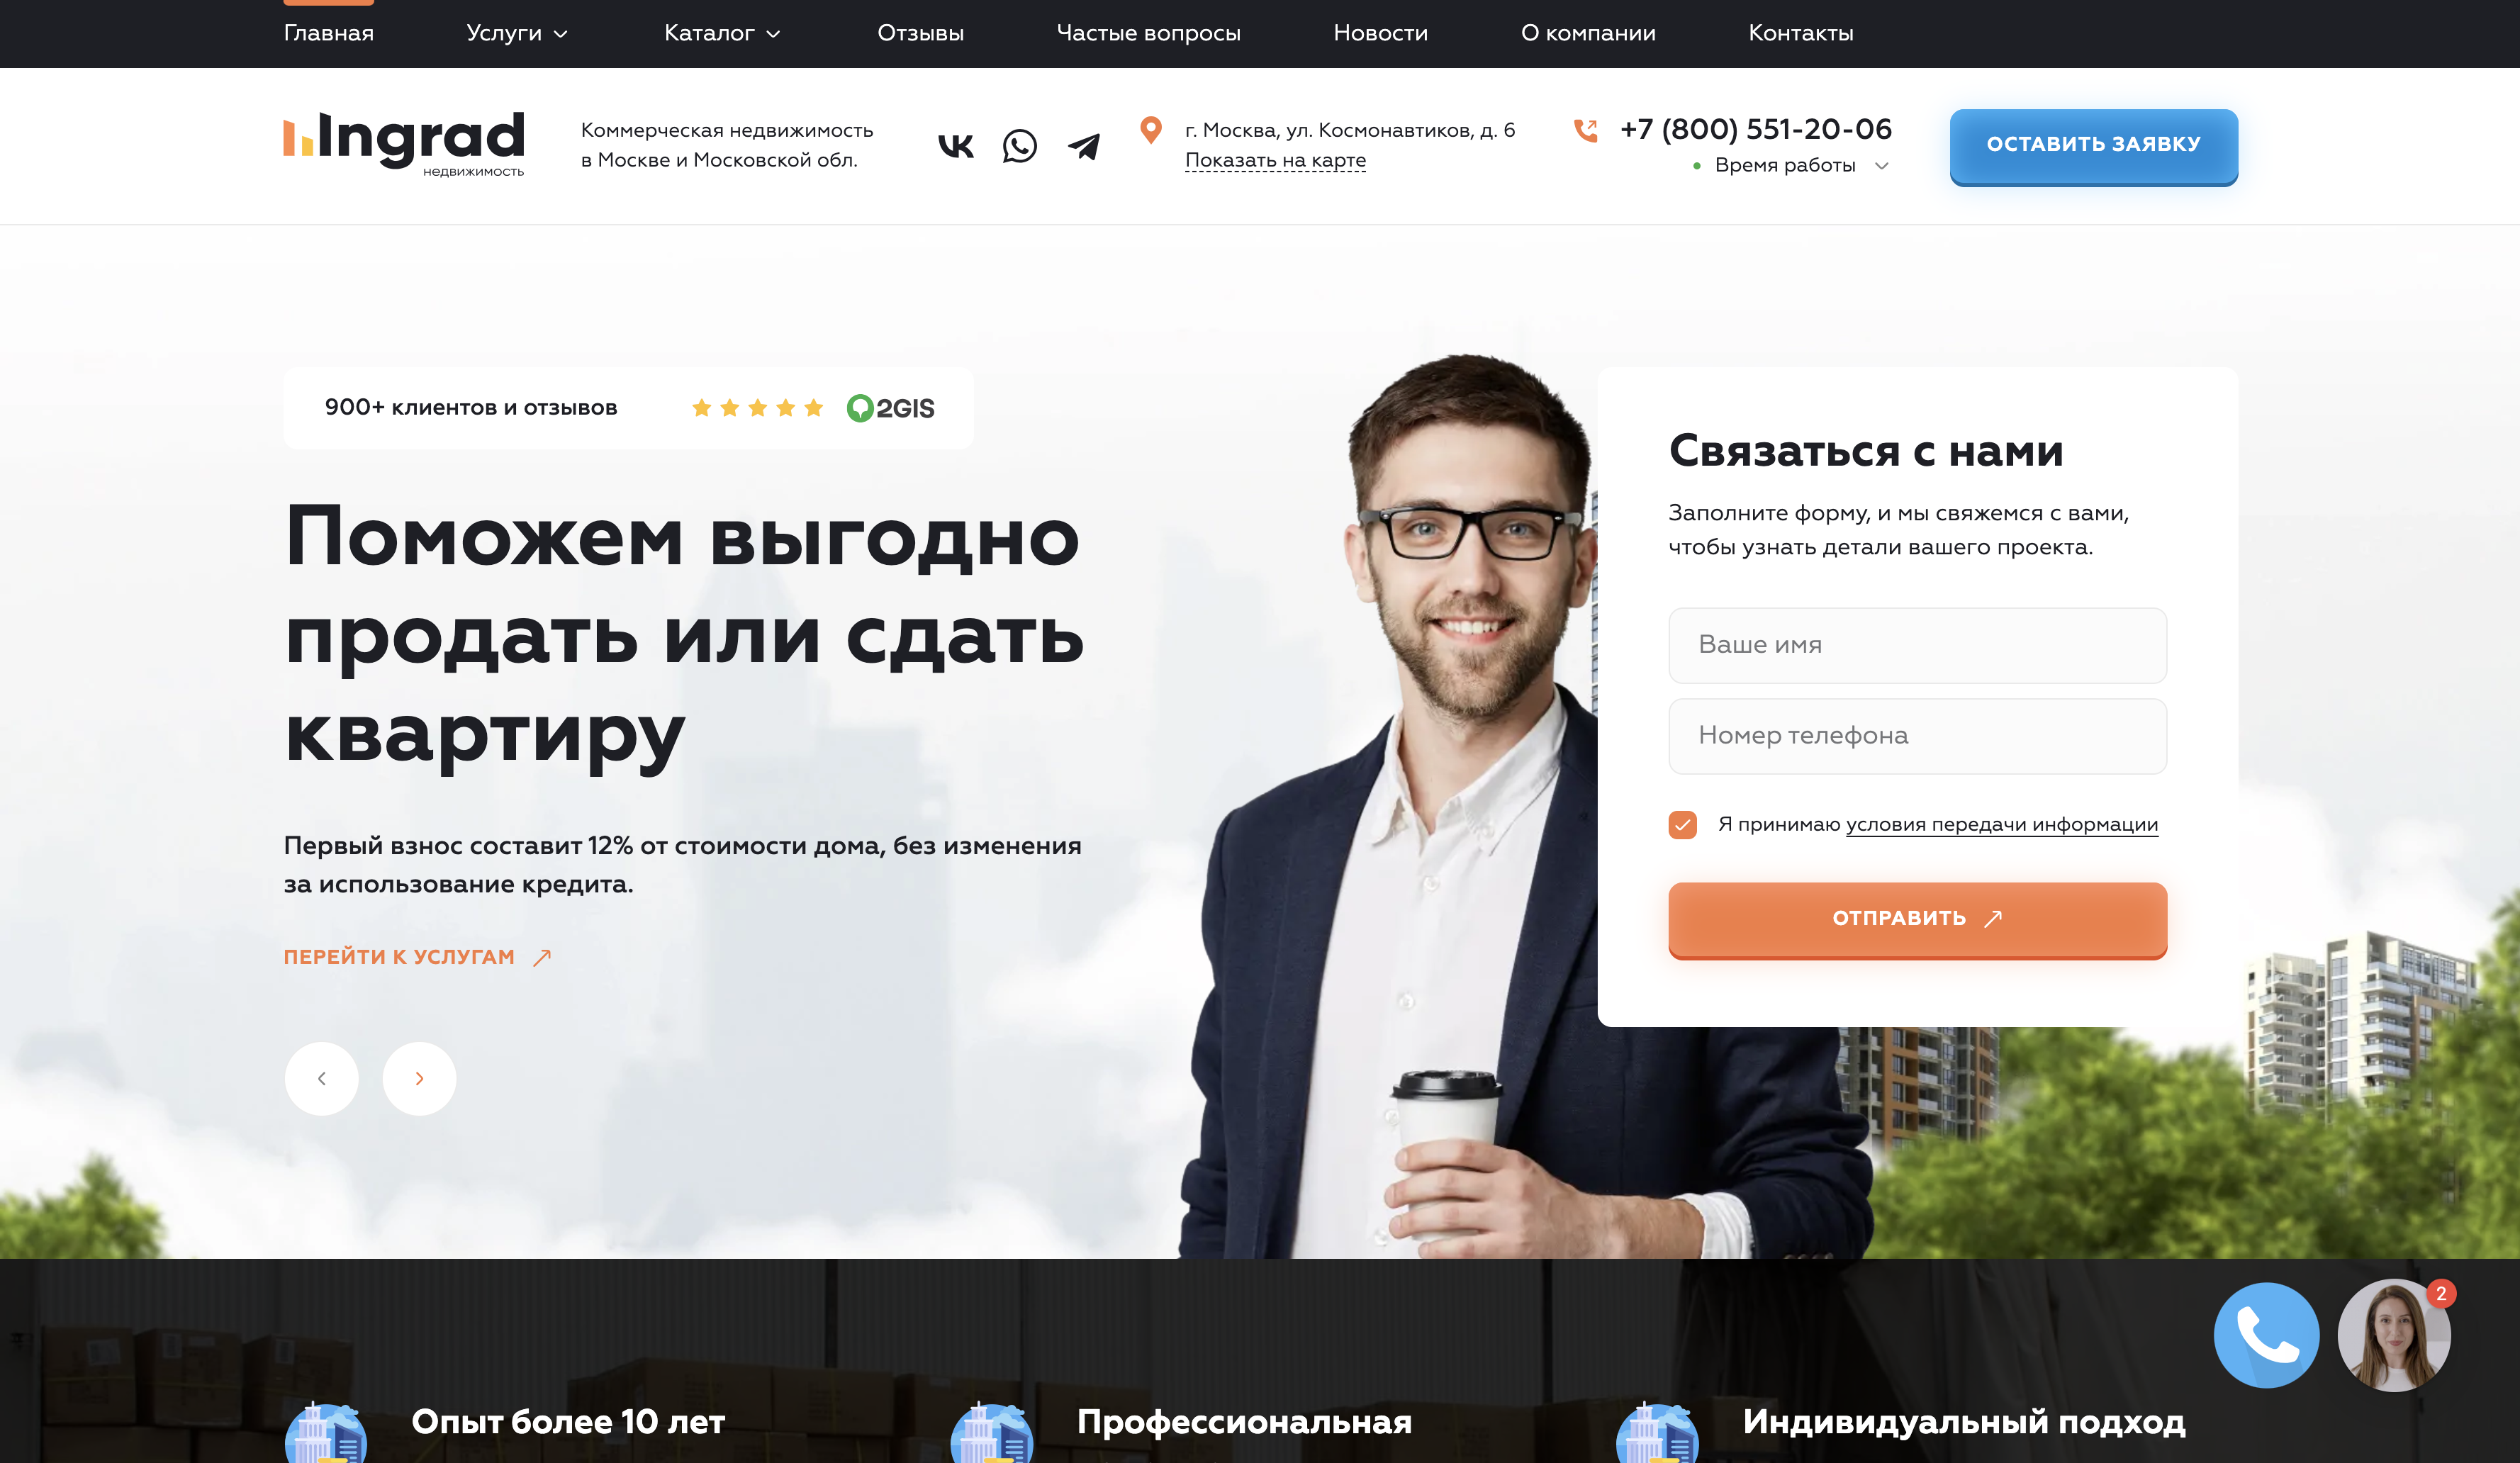 Главная
Услуги
Каталог
Отзывы
Частые вопросы
Новости
О компании
Контакты
Ingrad
недвижимость
Коммерческая недвижимость
в Москве и Московской обл.
г. Москва, ул. Космонавтиков, д. 6
Показать на карте
+7 (800) 551-20-06
Время работы
ОСТАВИТЬ ЗАЯВКУ
900+ клиентов и отзывов
2GIS
Поможем выгодно
продать или сдать
квартиру
Первый взнос составит 12% от стоимости дома, без изменения
за использование кредита.
ПЕРЕЙТИ К УСЛУГАМ
Связаться с нами
Заполните форму, и мы свяжемся с вами,
чтобы узнать детали вашего проекта.
Ваше имя
Номер телефона
Я принимаю условия передачи информации
ОТПРАВИТЬ
2
Опыт более 10 лет
Профессиональная
Индивидуальный подход